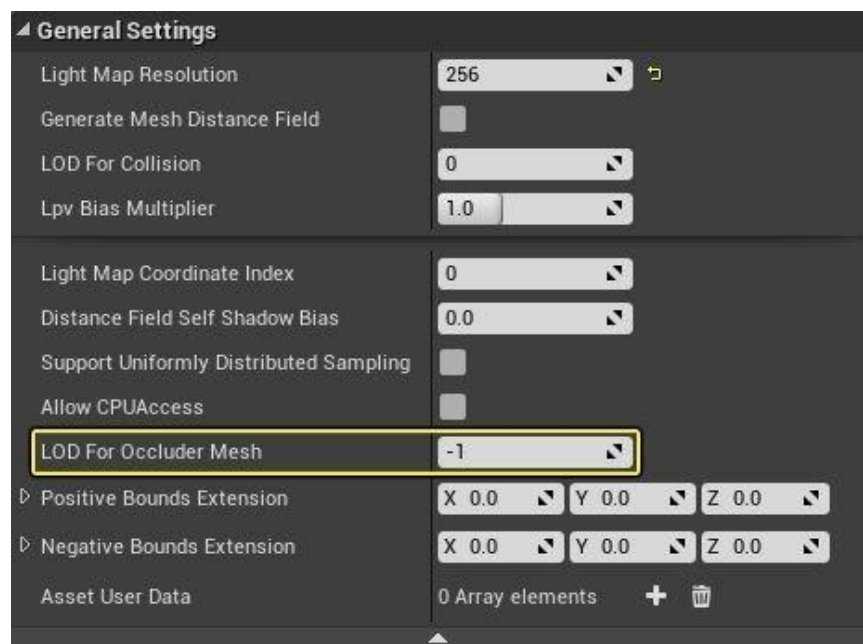 General Settings
Light Map Resolution 256
Generate Mesh Distance Field
LOD For Collision 0
Lpv Bias Multiplier 1.0
Light Map Coordinate Index 0
Distance Field Self Shadow Bias 0.0
Support Uniformly Distributed Sampling
Allow CPUAccess
LOD For Occluder Mesh -1
Positive Bounds Extension X 0.0 Y 0.0 Z 0.0
Negative Bounds Extension X 0.0 Y 0.0 Z 0.0
Asset User Data 0 Array elements